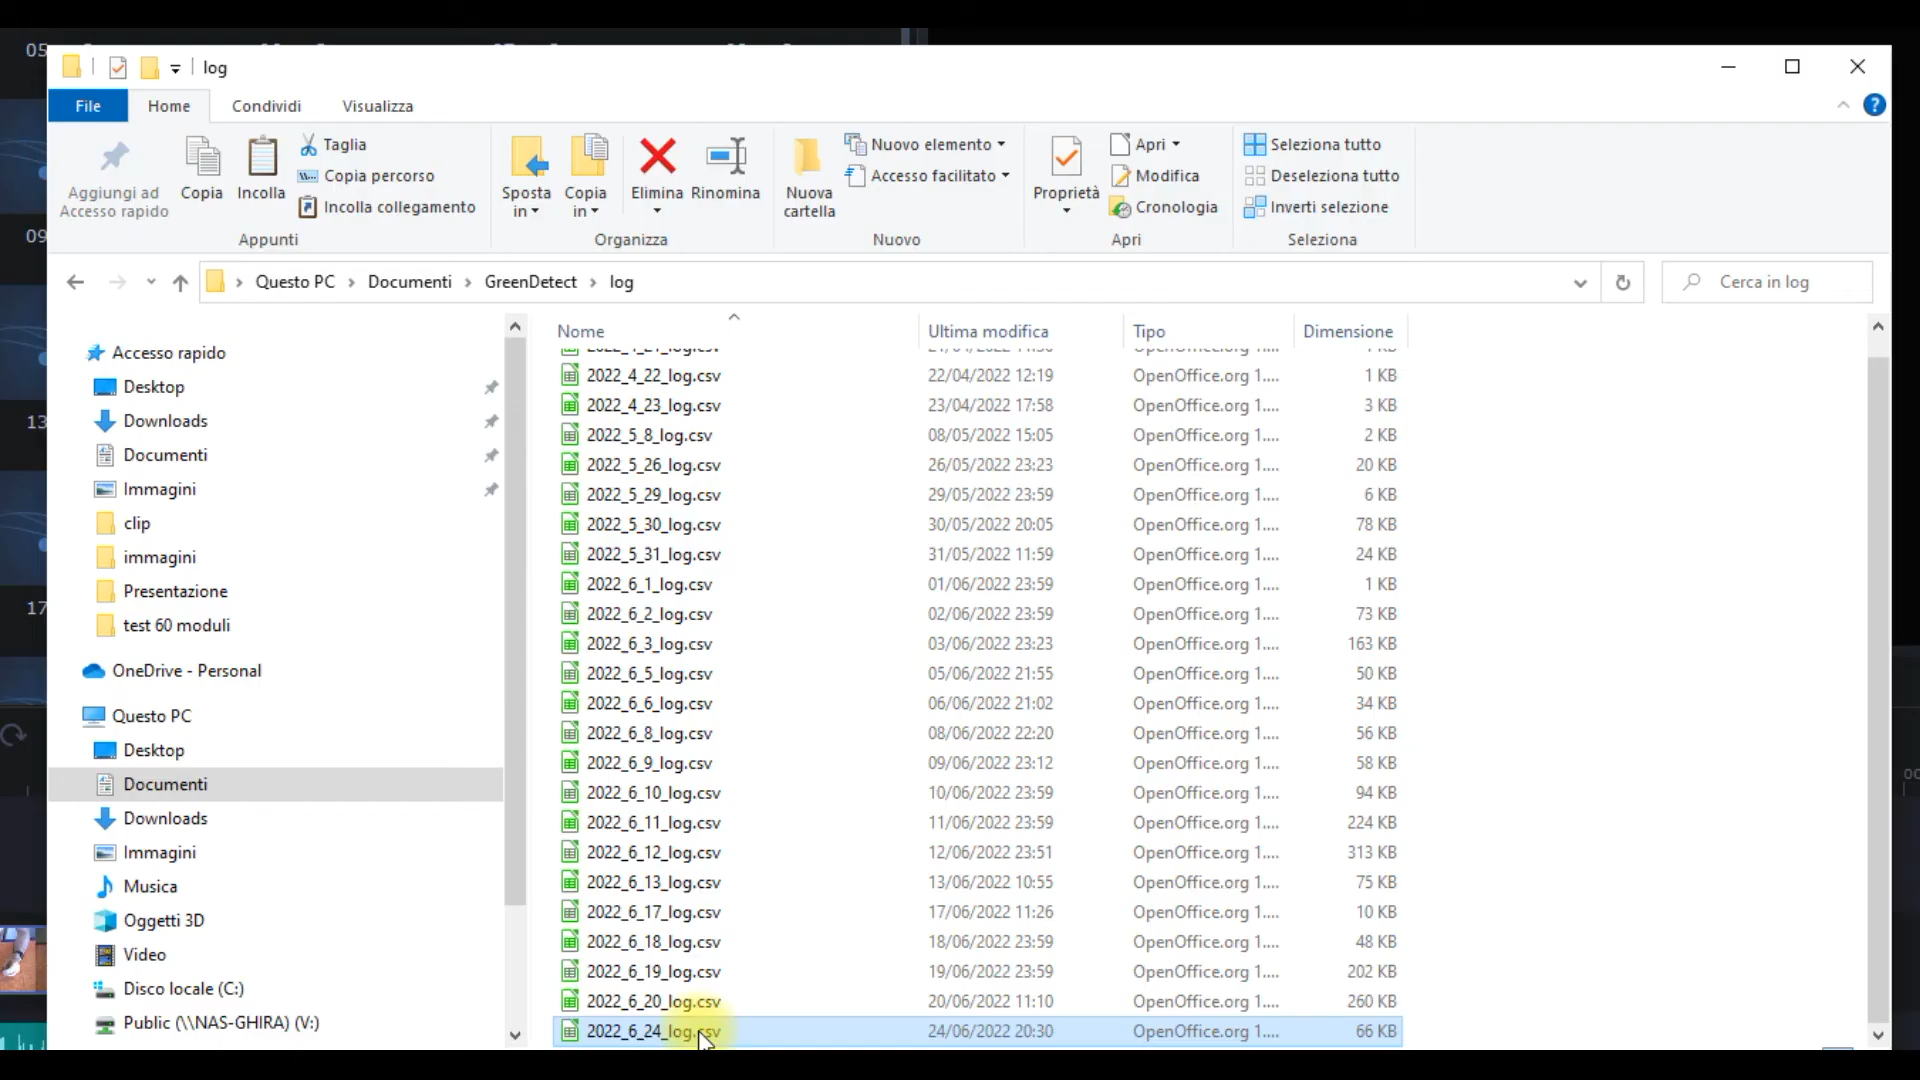 05
log
File Home Condividi Visualizza
Aggiungi ad
Accesso rapido
Copia
Incolla
Taglia
Copia percorso
Incolla collegamento
Appunti
Sposta
in
Copia
in
Elimina
Rinomina
Organizza
Nuova
cartella
Nuovo elemento
Accesso facilitato
Nuovo
Proprietà
Apri
Modifica
Cronologia
Apri
Seleziona tutto
Deseleziona tutto
Inverti selezione
Seleziona
09
Questo PC > Documenti > GreenDetect > log
Cerca in log
Accesso rapido
Desktop
Downloads
13
Documenti
Immagini
clip
immagini
Presentazione
17
test 60 moduli
OneDrive - Personal
Questo PC
Desktop
Documenti
Downloads
Immagini
Musica
Oggetti 3D
Video
Disco locale (C:)
Public (\\NAS-GHIRA) (V:)
Nome Ultima modifica Tipo Dimensione
2022_4_22_log.csv 22/04/2022 12:19 OpenOffice.org 1.... 1 KB
2022_4_23_log.csv 23/04/2022 17:58 OpenOffice.org 1.... 3 KB
2022_5_8_log.csv 08/05/2022 15:05 OpenOffice.org 1.... 2 KB
2022_5_26_log.csv 26/05/2022 23:23 OpenOffice.org 1.... 20 KB
2022_5_29_log.csv 29/05/2022 23:59 OpenOffice.org 1.... 6 KB
2022_5_30_log.csv 30/05/2022 20:05 OpenOffice.org 1.... 78 KB
2022_5_31_log.csv 31/05/2022 11:59 OpenOffice.org 1.... 24 KB
2022_6_1_log.csv 01/06/2022 23:59 OpenOffice.org 1.... 1 KB
2022_6_2_log.csv 02/06/2022 23:59 OpenOffice.org 1.... 73 KB
2022_6_3_log.csv 03/06/2022 23:23 OpenOffice.org 1.... 163 KB
2022_6_5_log.csv 05/06/2022 21:55 OpenOffice.org 1.... 50 KB
2022_6_6_log.csv 06/06/2022 21:02 OpenOffice.org 1.... 34 KB
2022_6_8_log.csv 08/06/2022 22:20 OpenOffice.org 1.... 56 KB
2022_6_9_log.csv 09/06/2022 23:12 OpenOffice.org 1.... 58 KB
2022_6_10_log.csv 10/06/2022 23:59 OpenOffice.org 1.... 94 KB
2022_6_11_log.csv 11/06/2022 23:59 OpenOffice.org 1.... 224 KB
2022_6_12_log.csv 12/06/2022 23:51 OpenOffice.org 1.... 313 KB
2022_6_13_log.csv 13/06/2022 10:55 OpenOffice.org 1.... 75 KB
2022_6_17_log.csv 17/06/2022 11:26 OpenOffice.org 1.... 10 KB
2022_6_18_log.csv 18/06/2022 23:59 OpenOffice.org 1.... 48 KB
2022_6_19_log.csv 19/06/2022 23:59 OpenOffice.org 1.... 202 KB
2022_6_20_log.csv 20/06/2022 11:10 OpenOffice.org 1.... 260 KB
2022_6_24_log.csv 24/06/2022 20:30 OpenOffice.org 1.... 66 KB